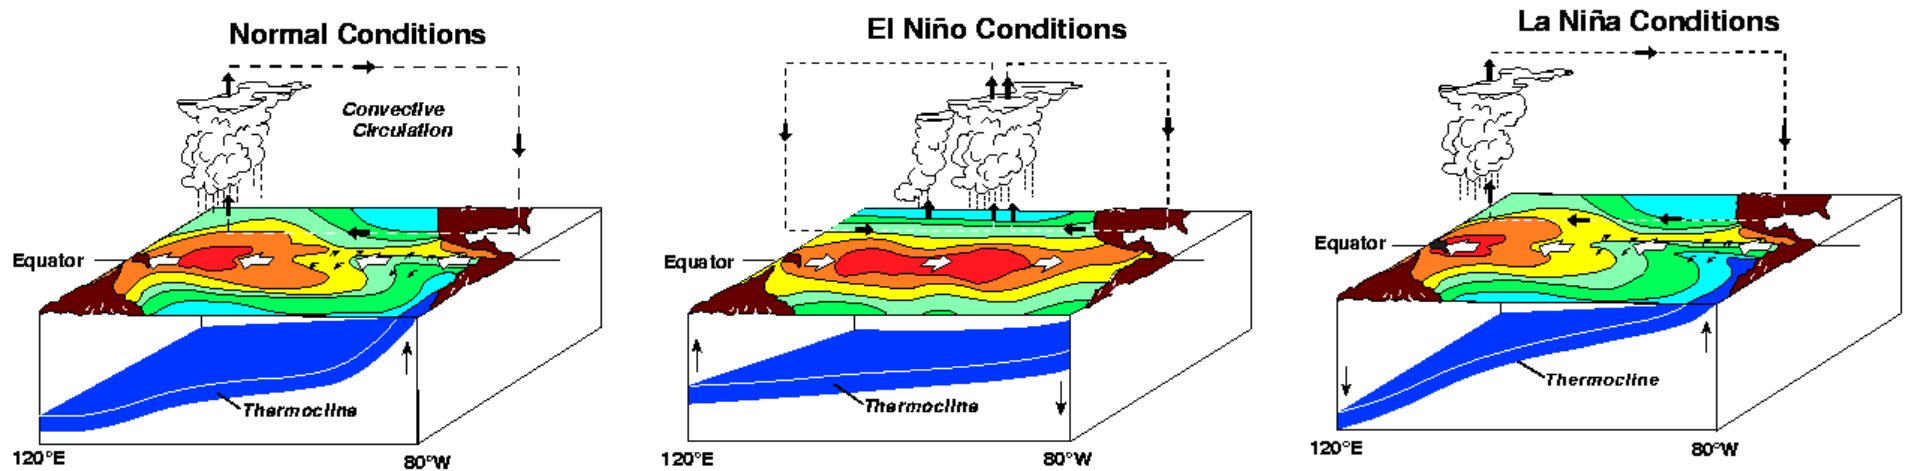 Normal Conditions
Convective
Circulation
Equator
Thermocline
120°E
80°W
El Niño Conditions
Equator
Thermocline
120°E
80°W
La Niña Conditions
Equator
Thermocline
120°E
80°W